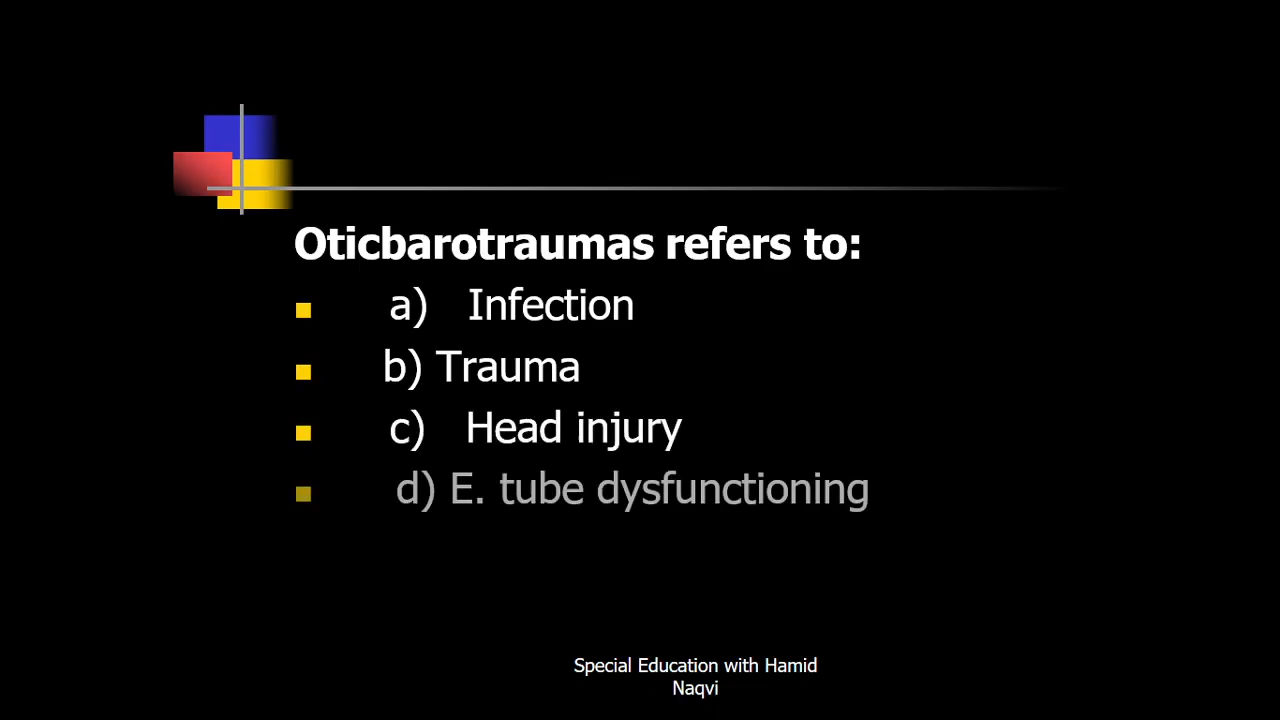 Oticbarotraumas refers to:
a) Infection
b) Trauma
c) Head injury
d) E. tube dysfunctioning
Special Education with Hamid
Naqvi